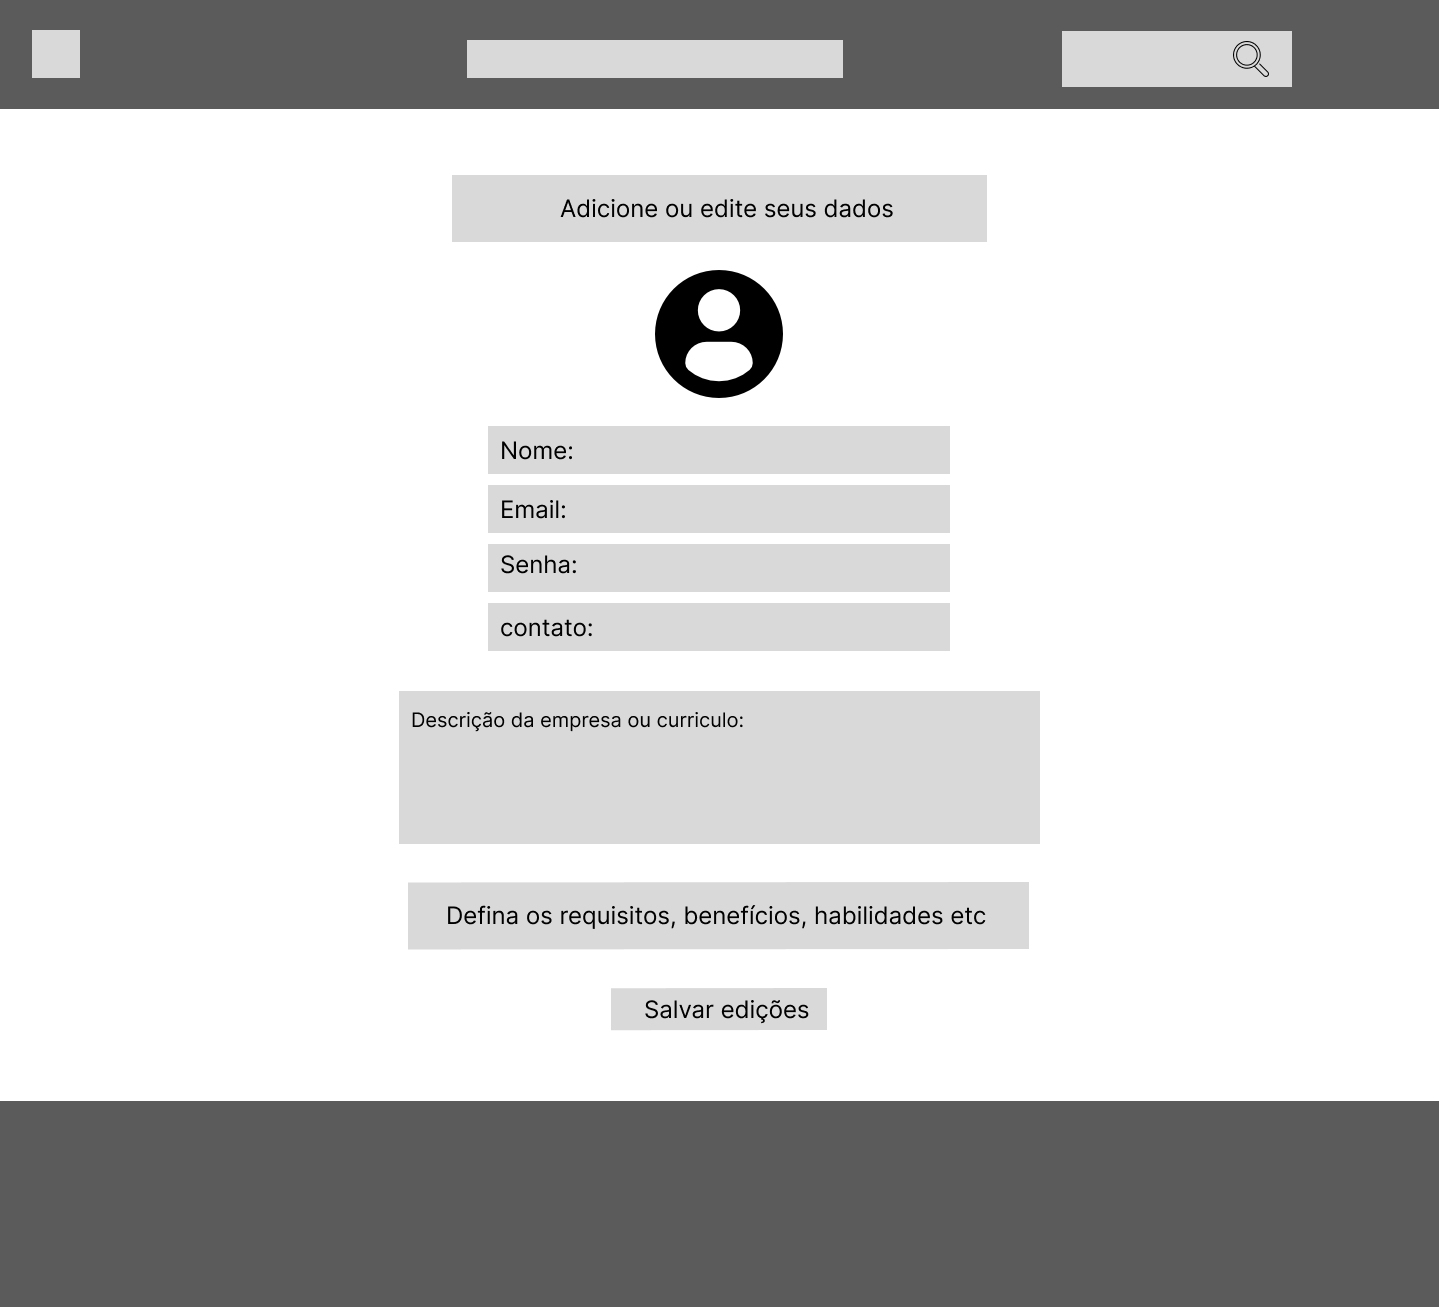 Adicione ou edite seus dados
Nome:
Email:
Senha:
contato:
Descrição da empresa ou curriculo:
Defina os requisitos, benefícios, habilidades etc
Salvar edições